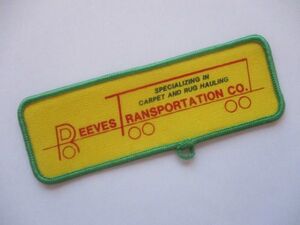 SPECIALIZING IN
CARPET AND RUG HAULING
REEVES TRANSPORTATION CO.